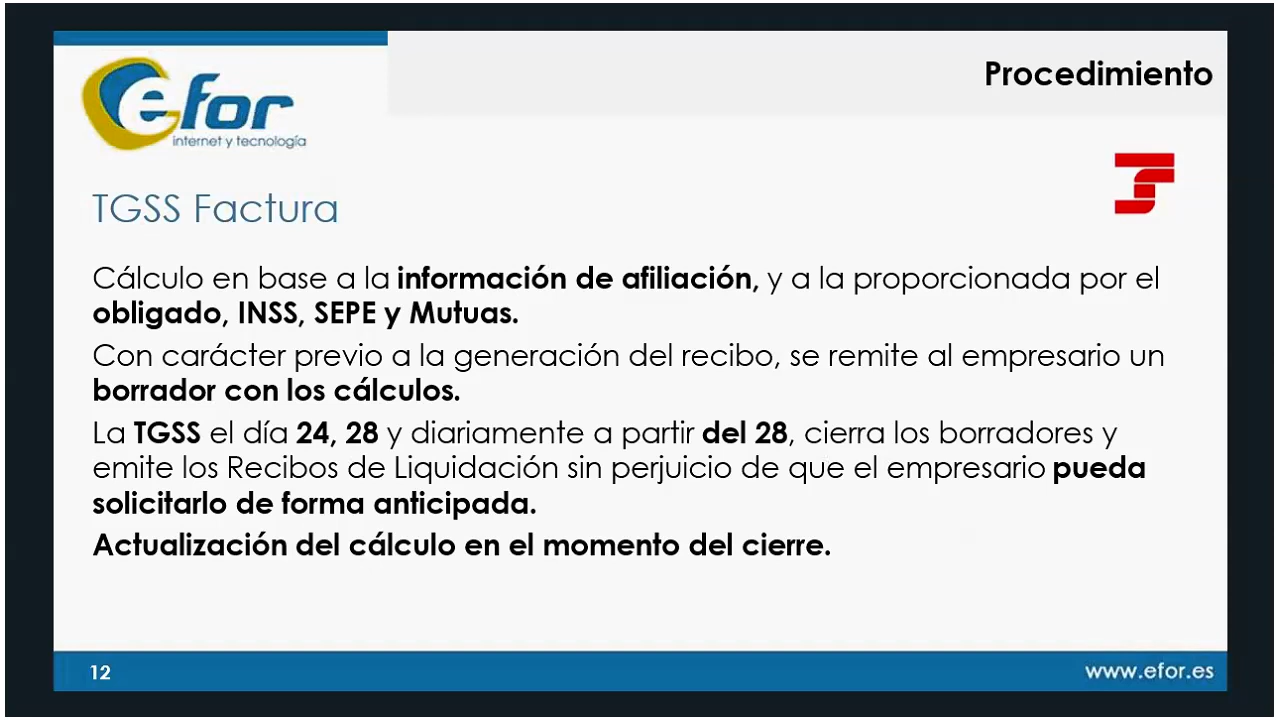 Procedimiento
efor
internet y tecnología
TGSS Factura
Cálculo en base a la información de afiliación, y a la proporcionada por el
obligado, INSS, SEPE y Mutuas.
Con carácter previo a la generación del recibo, se remite al empresario un
borrador con los cálculos.
La TGSS el día 24, 28 y diariamente a partir del 28, cierra los borradores y
emite los Recibos de Liquidación sin perjuicio de que el empresario pueda
solicitarlo de forma anticipada.
Actualización del cálculo en el momento del cierre.
12
www.efor.es